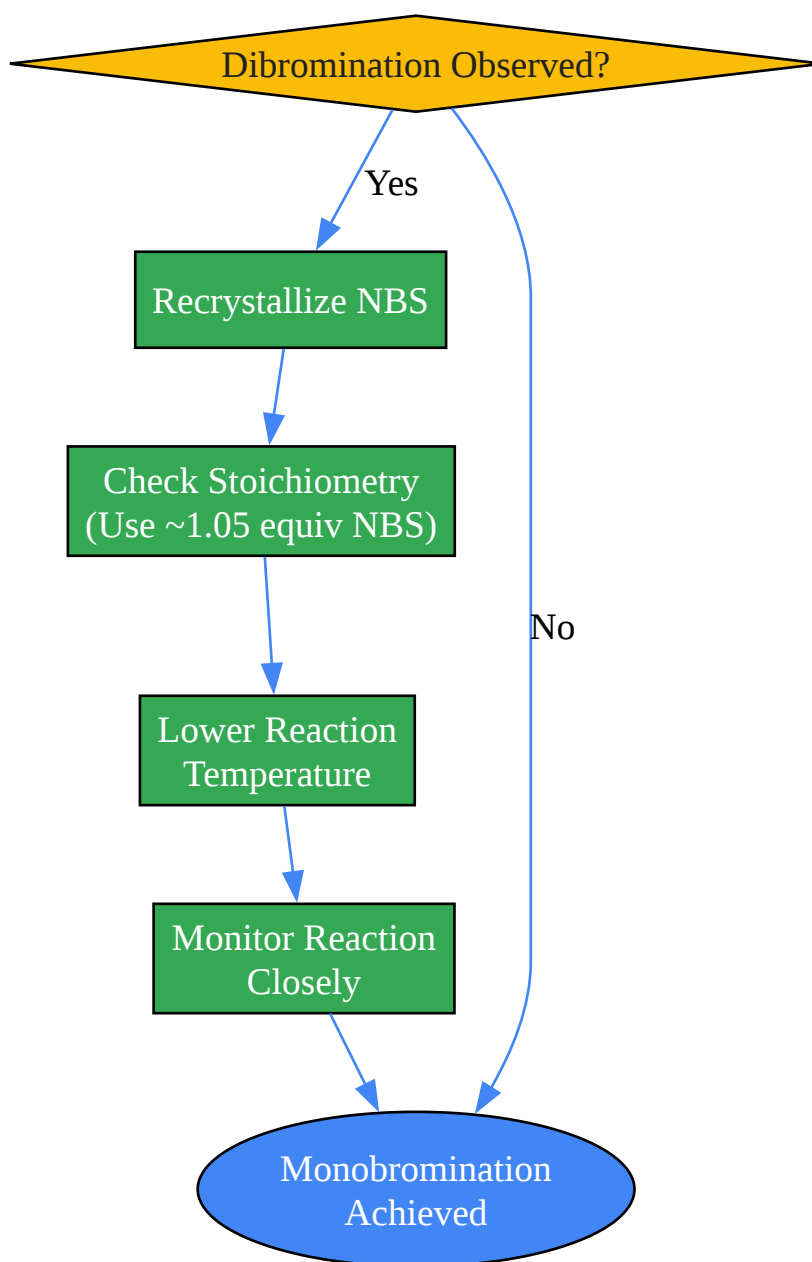 Dibromination Observed?
Yes
Recrystallize NBS
Check Stoichiometry
(Use ~1.05 equiv NBS)
No
Lower Reaction
Temperature
Monitor Reaction
Closely
Monobromination
Achieved